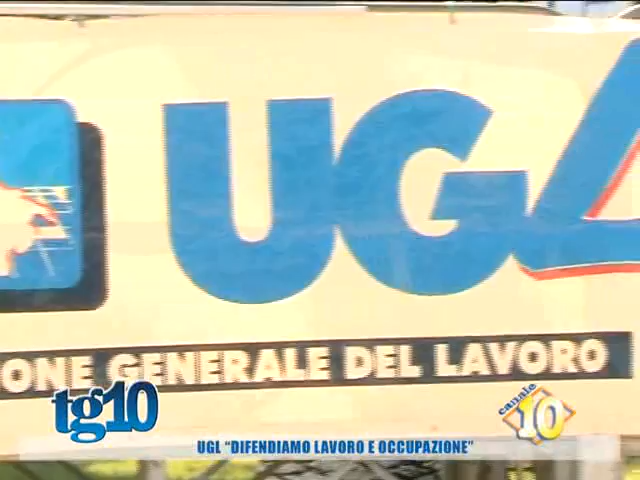 UGL
ONE GENERALE DEL LAVORO
tg10
canale 10
UGL "DIFENDIAMO LAVORO E OCCUPAZIONE"